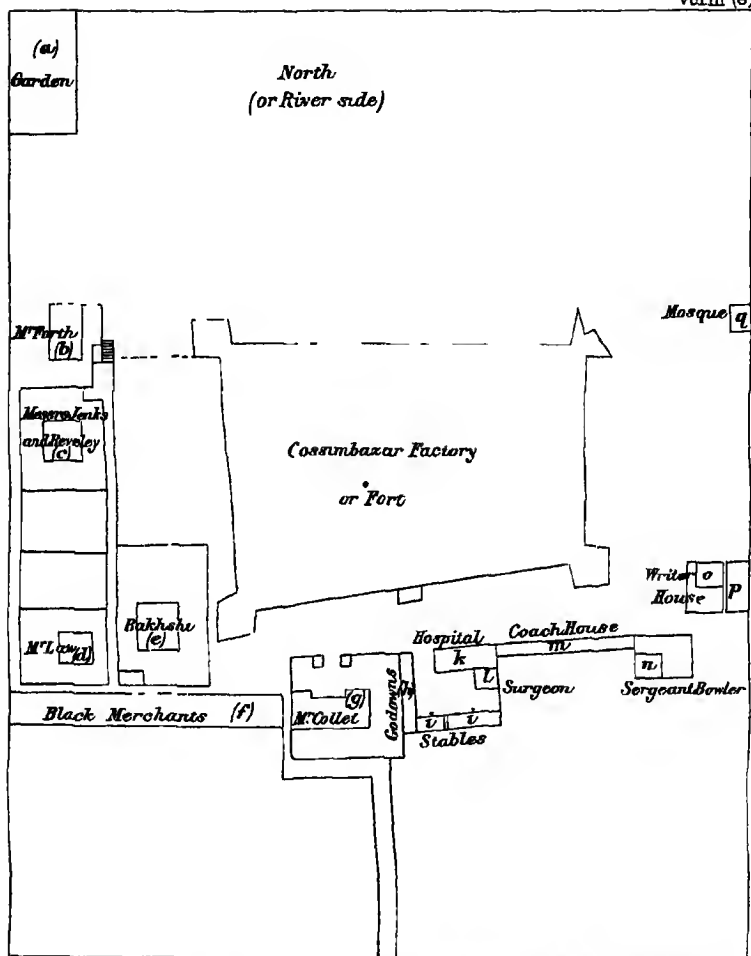 (a)
Garden
North
(or River side)
Mosque q
Mr Forth
(b)
Messrs Jenks
and Reveley
(c)
Cossimbazar Factory
or Fort
Writer o
House P
Bakhshi
(e)
Mr Law (d)
Hospital
k
Coach House
m
l
Surgeon
n
Sergeant Bowler
Black Merchants (f)
(g)
Mr Collet
Godowns
(h)
i i
Stables